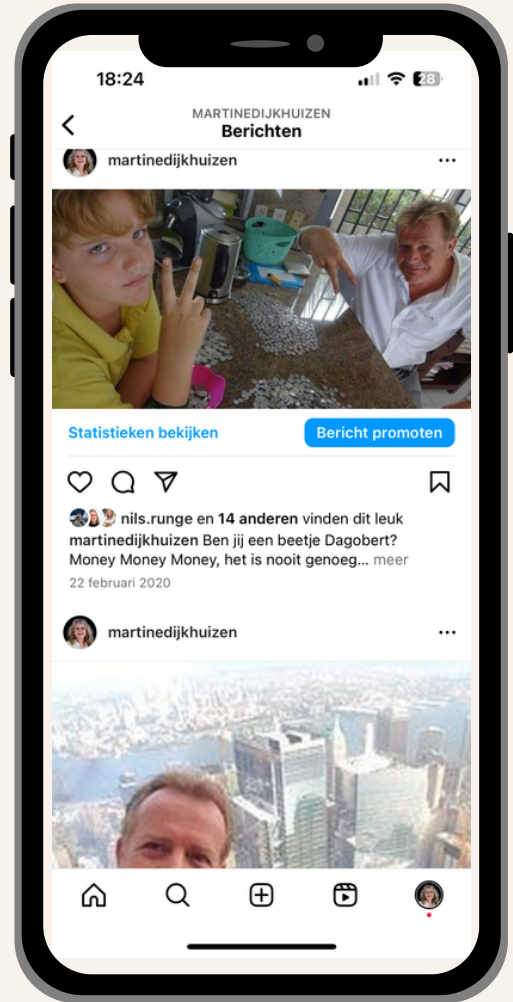 18:24
28
MARTINEDIJKHUIZEN
Berichten
martinedijkhuizen
Statistieken bekijken
Bericht promoten
nils.runge en 14 anderen vinden dit leuk
martinedijkhuizen Ben jij een beetje Dagobert?
Money Money Money, het is nooit genoeg... meer
22 februari 2020
martinedijkhuizen